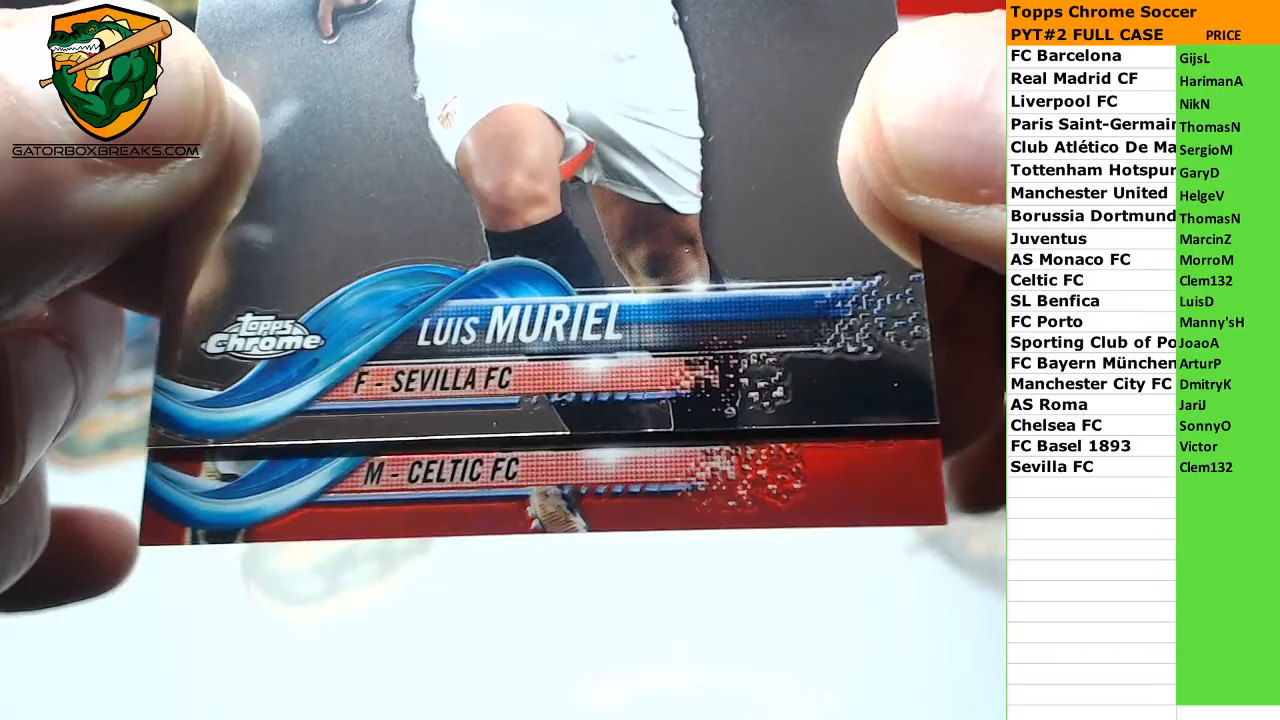 GATORBOXBREAKS.COM
Topps Chrome
LUIS MURIEL
F - SEVILLA FC
M - CELTIC FC
Topps Chrome Soccer
PYT#2 FULL CASE PRICE
FC Barcelona GijsL
Real Madrid CF HarimanA
Liverpool FC NikN
Paris Saint-Germain ThomasN
Club Atlético De Ma SergioM
Tottenham Hotspur GaryD
Manchester United HelgeV
Borussia Dortmund ThomasN
Juventus MarcinZ
AS Monaco FC MorroM
Celtic FC Clem132
SL Benfica LuisD
FC Porto Manny'sH
Sporting Club of Po JoaoA
FC Bayern München ArturP
Manchester City FC DmitryK
AS Roma JariJ
Chelsea FC SonnyO
FC Basel 1893 Victor
Sevilla FC Clem132